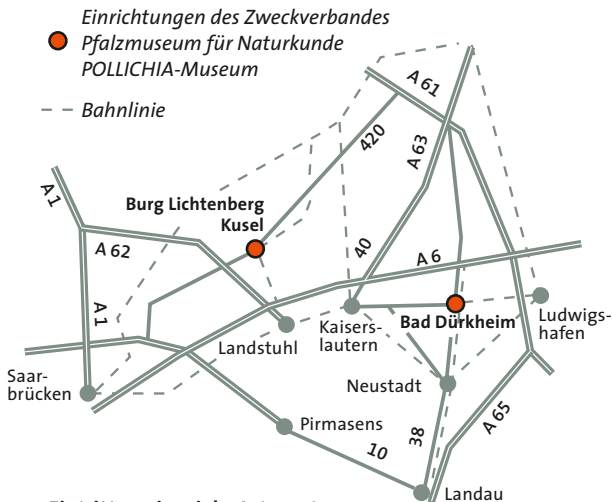 Einrichtungen des Zweckverbandes
Pfalzmuseum für Naturkunde
POLLICHIA-Museum
Bahnlinie
A 61
A 63
420
A 1
Burg Lichtenberg
Kusel
A 62
40
A 6
A 1
Kaisers-
lautern
Bad Dürkheim
Ludwigs-
hafen
Landstuhl
Saar-
brücken
Neustadt
Pirmasens
38
A 65
10
Landau